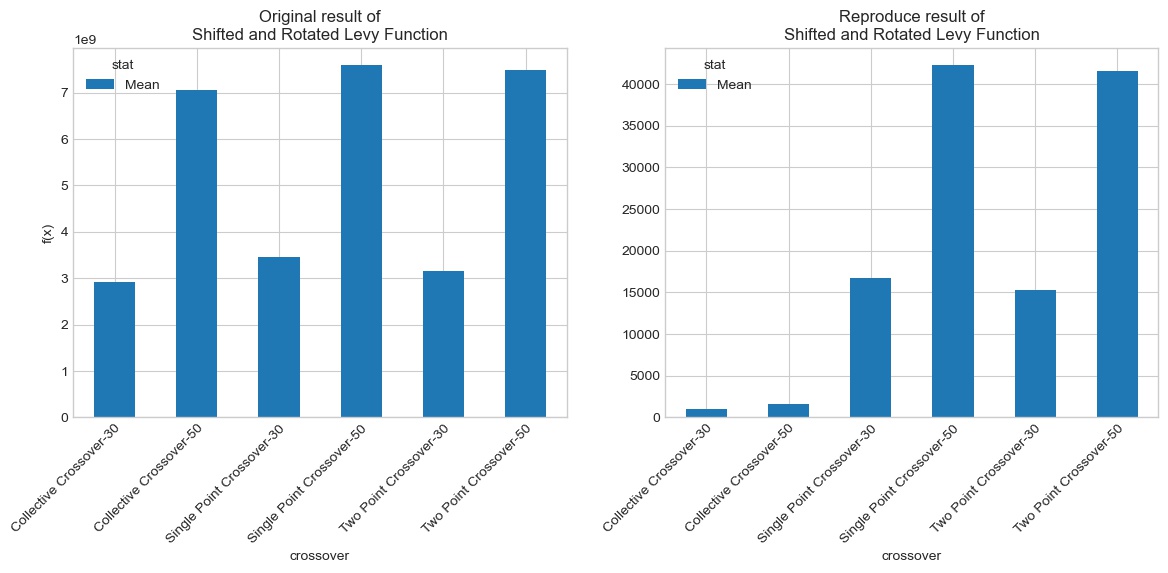 Original result of
Shifted and Rotated Levy Function
1e9
stat
Mean
7
6
5
4
3
2
1
0
f(x)
Collective Crossover-30
Collective Crossover-50
Single Point Crossover-30
Single Point Crossover-50
Two Point Crossover-30
Two Point Crossover-50
crossover
Reproduce result of
Shifted and Rotated Levy Function
stat
Mean
40000
35000
30000
25000
20000
15000
10000
5000
0
Collective Crossover-30
Collective Crossover-50
Single Point Crossover-30
Single Point Crossover-50
Two Point Crossover-30
Two Point Crossover-50
crossover